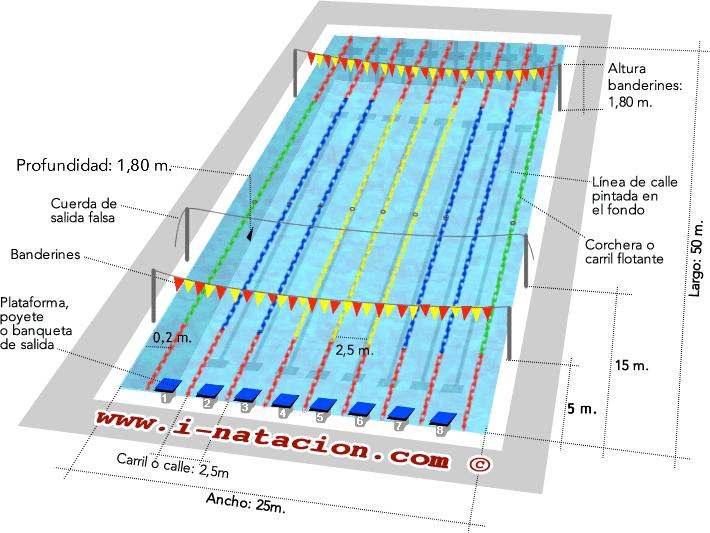 Altura
banderines:
1,80 m.
Profundidad: 1,80 m.
Línea de calle
pintada en
el fondo
Cuerda de
salida falsa
Corchera o
carril flotante
Largo: 50 m.
Banderines
Plataforma,
poyete
o banqueta
de salida
0,2 m.
2,5 m.
15 m.
5 m.
1 2 3 4 5 6 7 8
www.i-natacion.com ©
Carril o calle: 2,5m
Ancho: 25m.